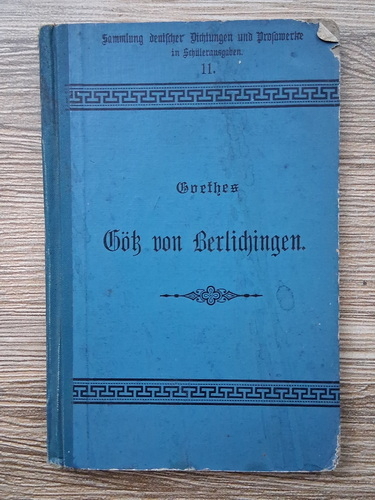 Sammlung deutscher Dichtungen und Prosawerke
in Schülerausgaben.
11.
Goethes
Götz von Berlichingen.